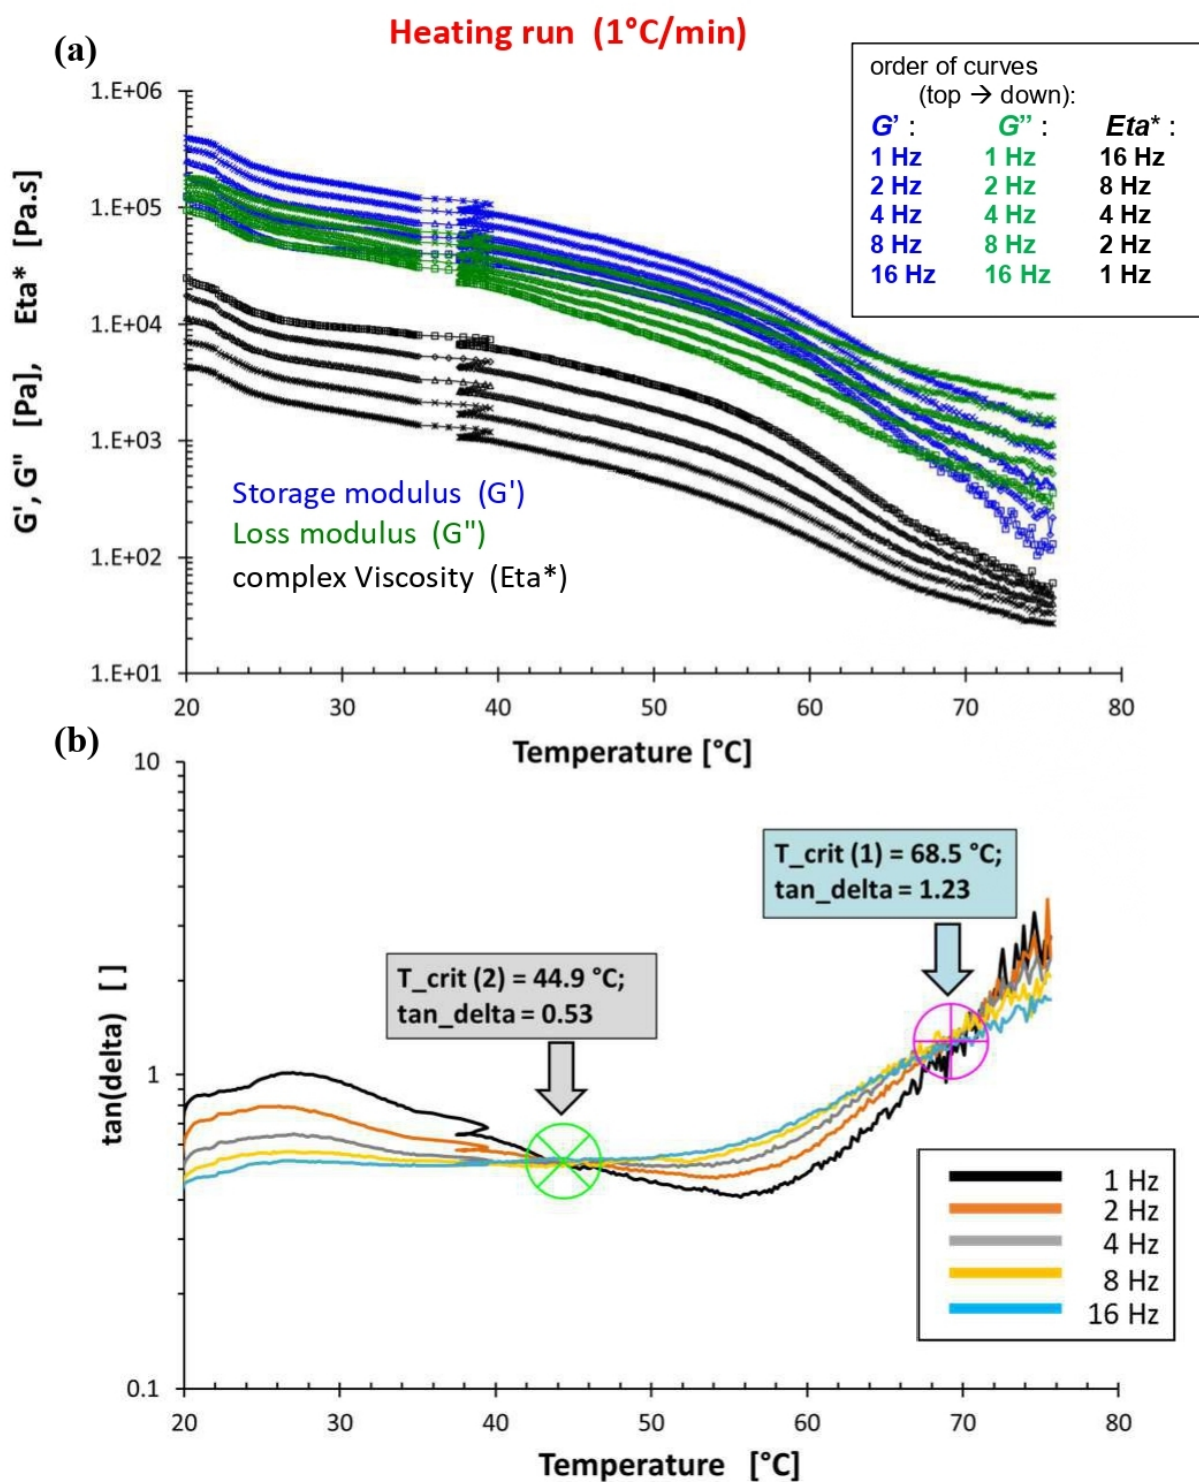 Heating run (1°C/min)
(a)
order of curves
(top → down):
G’ : G’’ : Eta* :
1 Hz 1 Hz 16 Hz
2 Hz 2 Hz 8 Hz
4 Hz 4 Hz 4 Hz
8 Hz 8 Hz 2 Hz
16 Hz 16 Hz 1 Hz
G', G" [Pa], Eta* [Pa.s]
1.E+06
1.E+05
1.E+04
1.E+03
1.E+02
1.E+01
Storage modulus (G')
Loss modulus (G")
complex Viscosity (Eta*)
20 30 40 50 60 70 80
Temperature [°C]
(b)
tan(delta) [ ]
10
1
0.1
T_crit (1) = 68.5 °C;
tan_delta = 1.23
T_crit (2) = 44.9 °C;
tan_delta = 0.53
1 Hz
2 Hz
4 Hz
8 Hz
16 Hz
20 30 40 50 60 70 80
Temperature [°C]